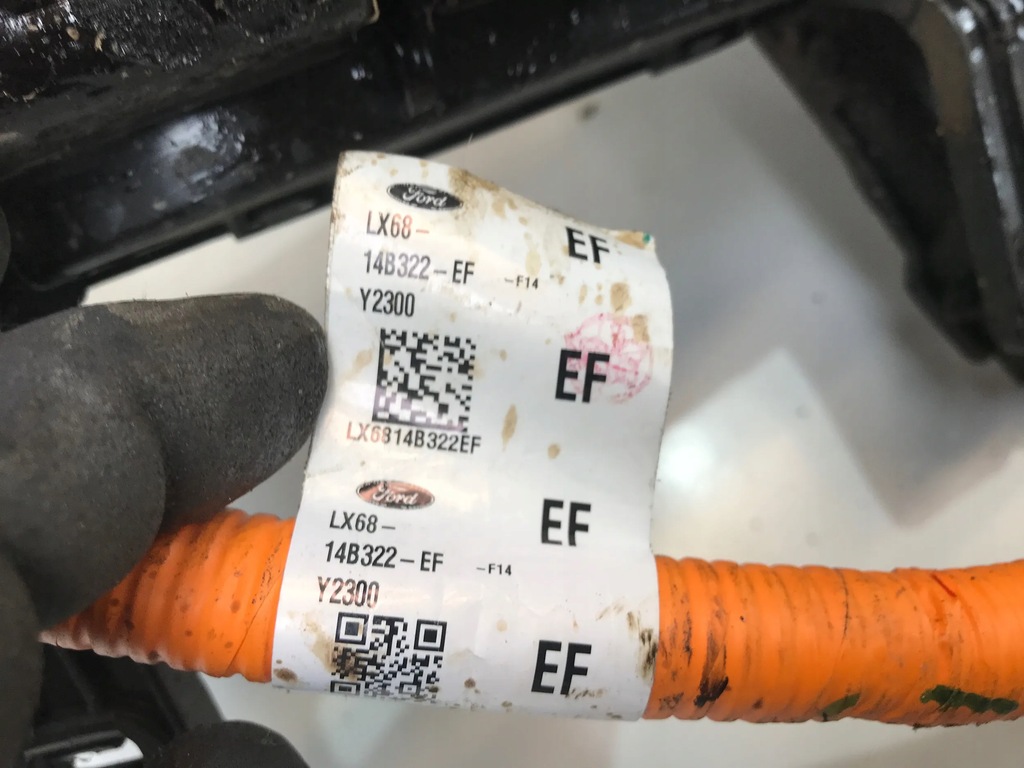 Ford
LX68-
EF
14B322-EF -F14
Y2300
EF
LX6814B322EF
Ford
LX68-
EF
14B322-EF -F14
Y2300
EF